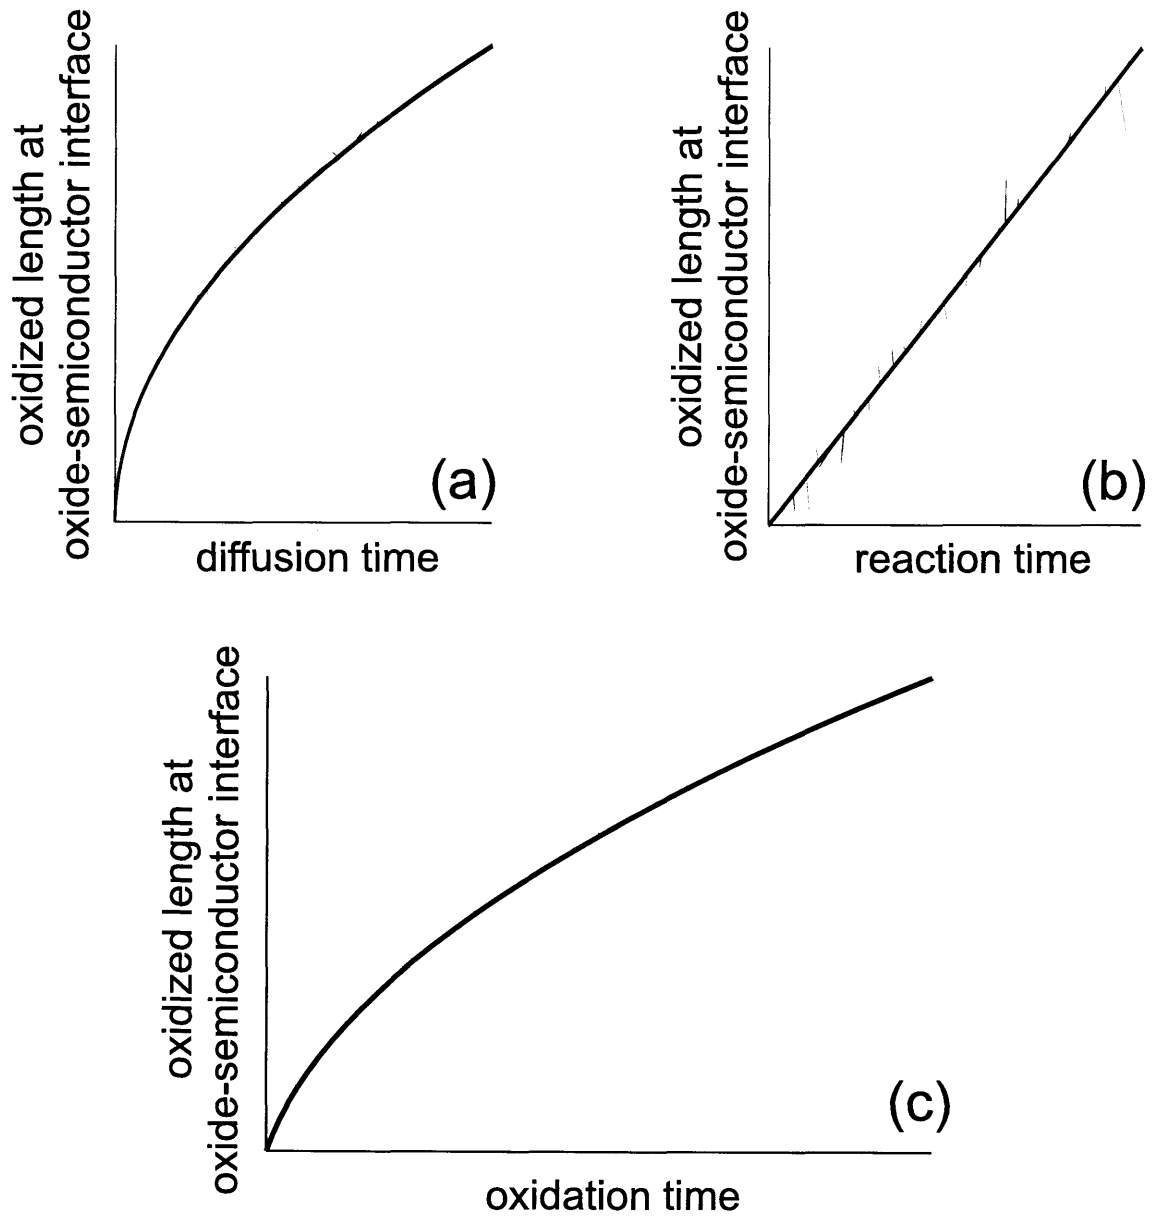 oxidized length at
oxide-semiconductor interface
(a)
diffusion time
oxidized length at
oxide-semiconductor interface
(b)
reaction time
oxidized length at
oxide-semiconductor interface
(c)
oxidation time